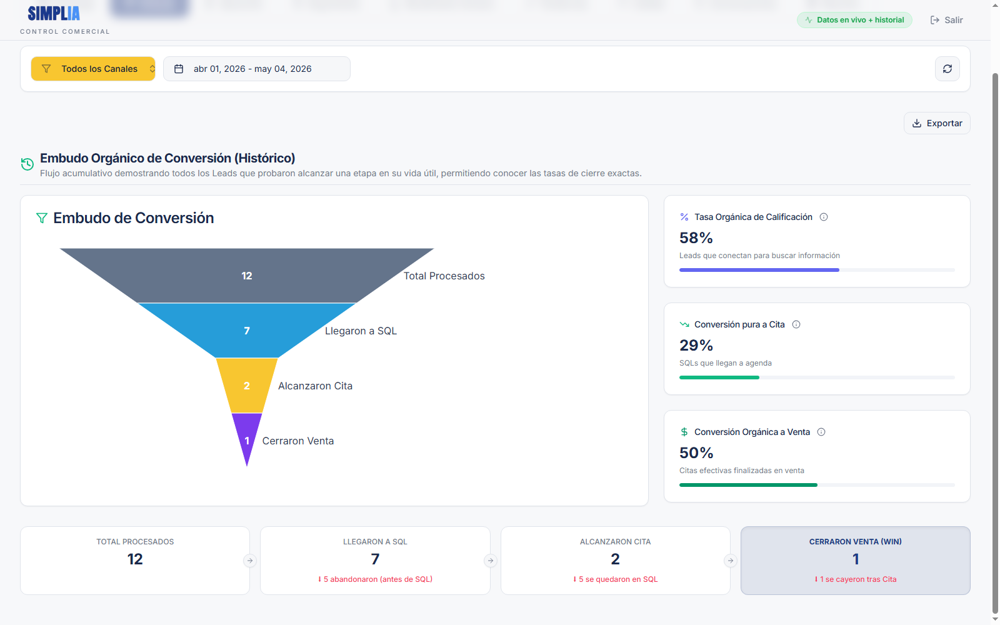 SIMPLIA
CONTROL COMERCIAL
Datos en vivo + historial
Salir
Todos los Canales
abr 01, 2026 - may 04, 2026
Exportar
Embudo Orgánico de Conversión (Histórico)
Flujo acumulativo demostrando todos los Leads que probaron alcanzar una etapa en su vida útil, permitiendo conocer las tasas de cierre exactas.
Embudo de Conversión
12
Total Procesados
7
Llegaron a SQL
2
Alcanzaron Cita
1
Cerraron Venta
Tasa Orgánica de Calificación
58%
Leads que conectan para buscar información
Conversión pura a Cita
29%
SQLs que llegan a agenda
Conversión Orgánica a Venta
50%
Citas efectivas finalizadas en venta
TOTAL PROCESADOS
12
LLEGARON A SQL
7
⬇ 5 abandonaron (antes de SQL)
ALCANZARON CITA
2
⬇ 5 se quedaron en SQL
CERRARON VENTA (WIN)
1
⬇ 1 se cayeron tras Cita